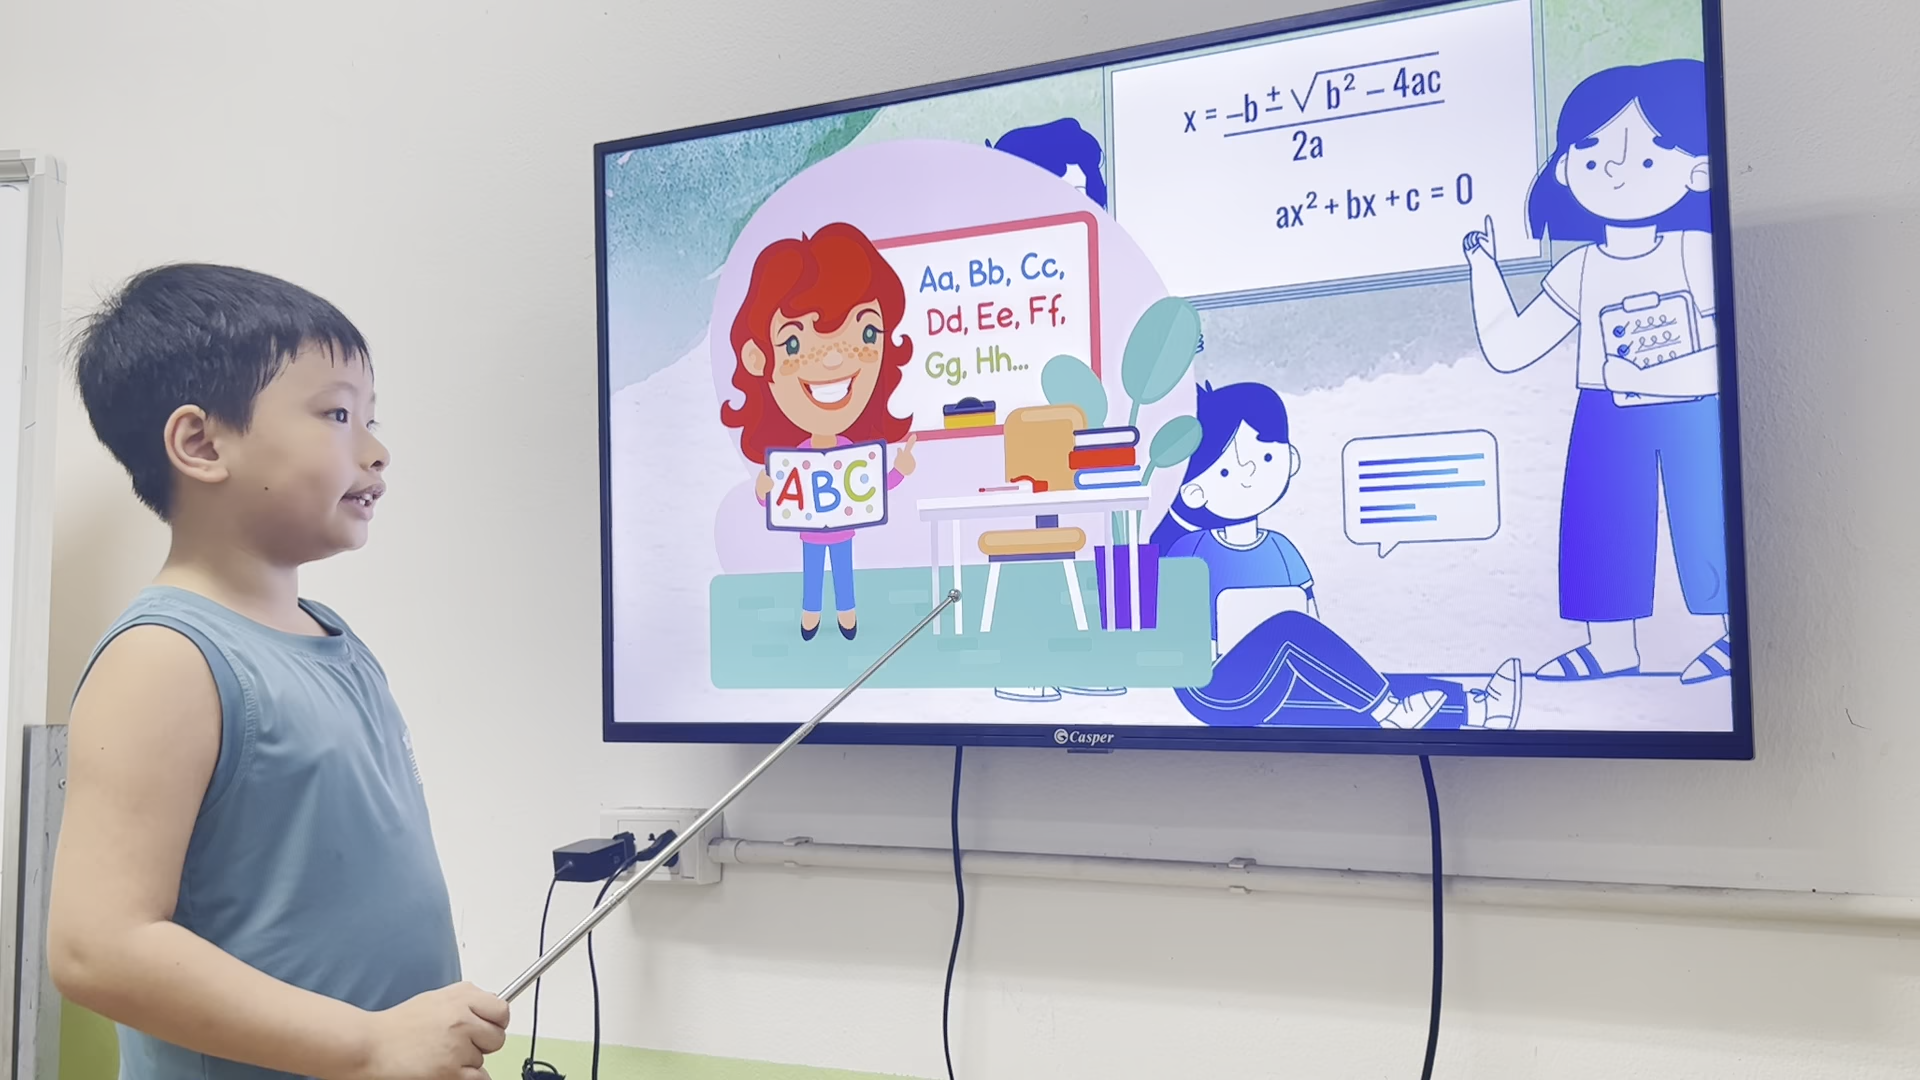 x = –b ± √b² – 4ac
2a
ax² + bx + c = 0
Aa, Bb, Cc,
Dd, Ee, Ff,
Gg, Hh...
ABC
Casper